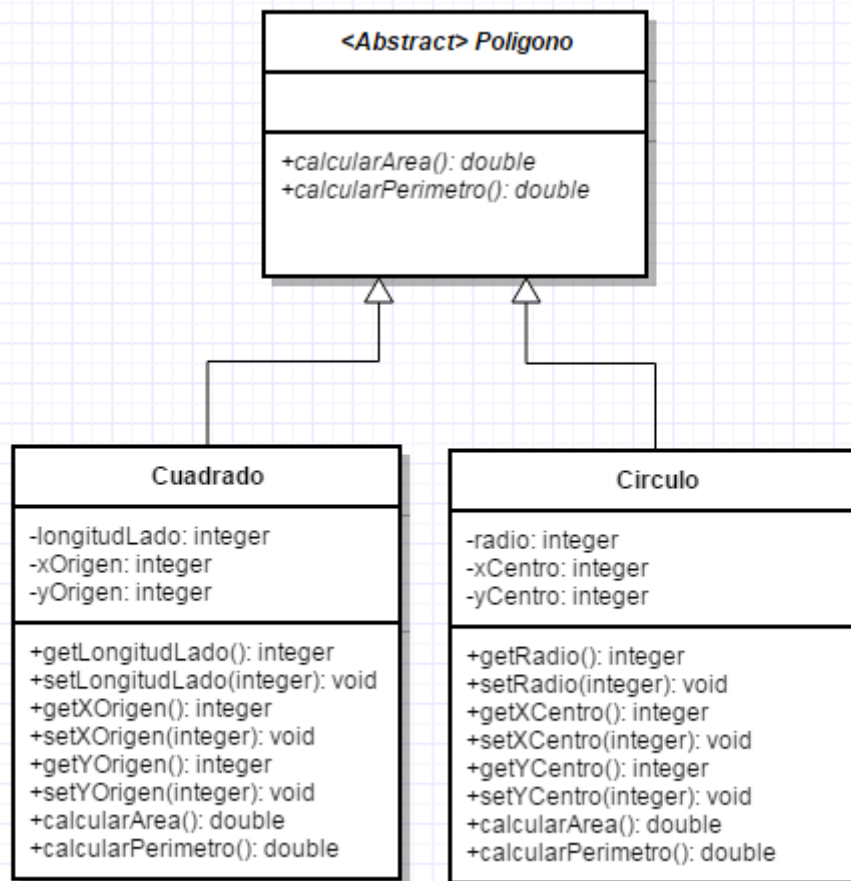 <Abstract> Poligono
+calcularArea(): double
+calcularPerimetro(): double
Cuadrado
-longitudLado: integer
-xOrigen: integer
-yOrigen: integer
+getLongitudLado(): integer
+setLongitudLado(integer): void
+getXOrigen(): integer
+setXOrigen(integer): void
+getYOrigen(): integer
+setYOrigen(integer): void
+calcularArea(): double
+calcularPerimetro(): double
Circulo
-radio: integer
-xCentro: integer
-yCentro: integer
+getRadio(): integer
+setRadio(integer): void
+getXCentro(): integer
+setXCentro(integer): void
+getYCentro(): integer
+setYCentro(integer): void
+calcularArea(): double
+calcularPerimetro(): double